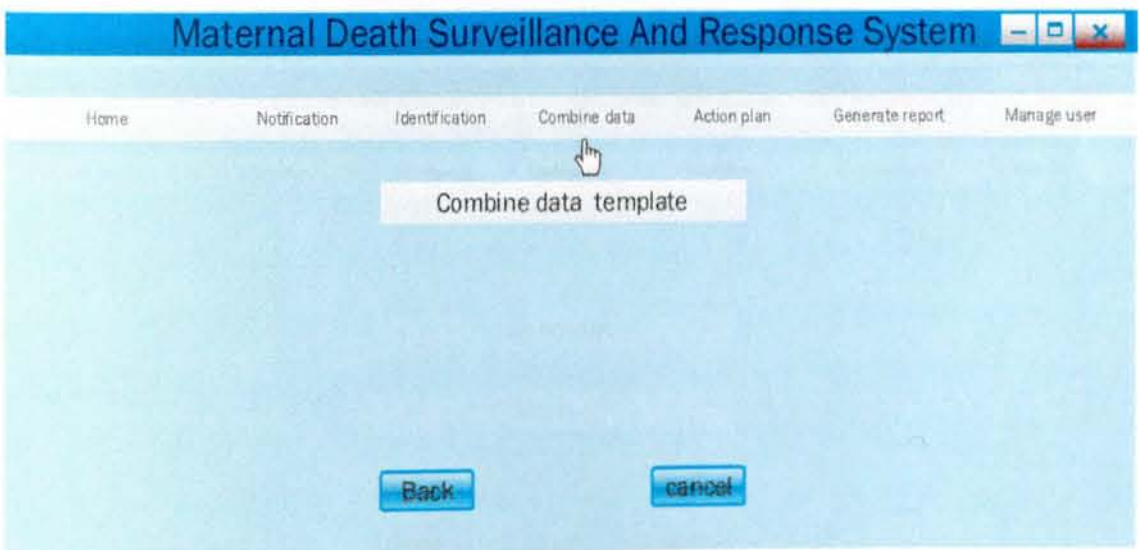 Maternal Death Surveillance And Response System
Home Notification Identification Combine data Action plan Generate report Manage user
Combine data template
Back cancel